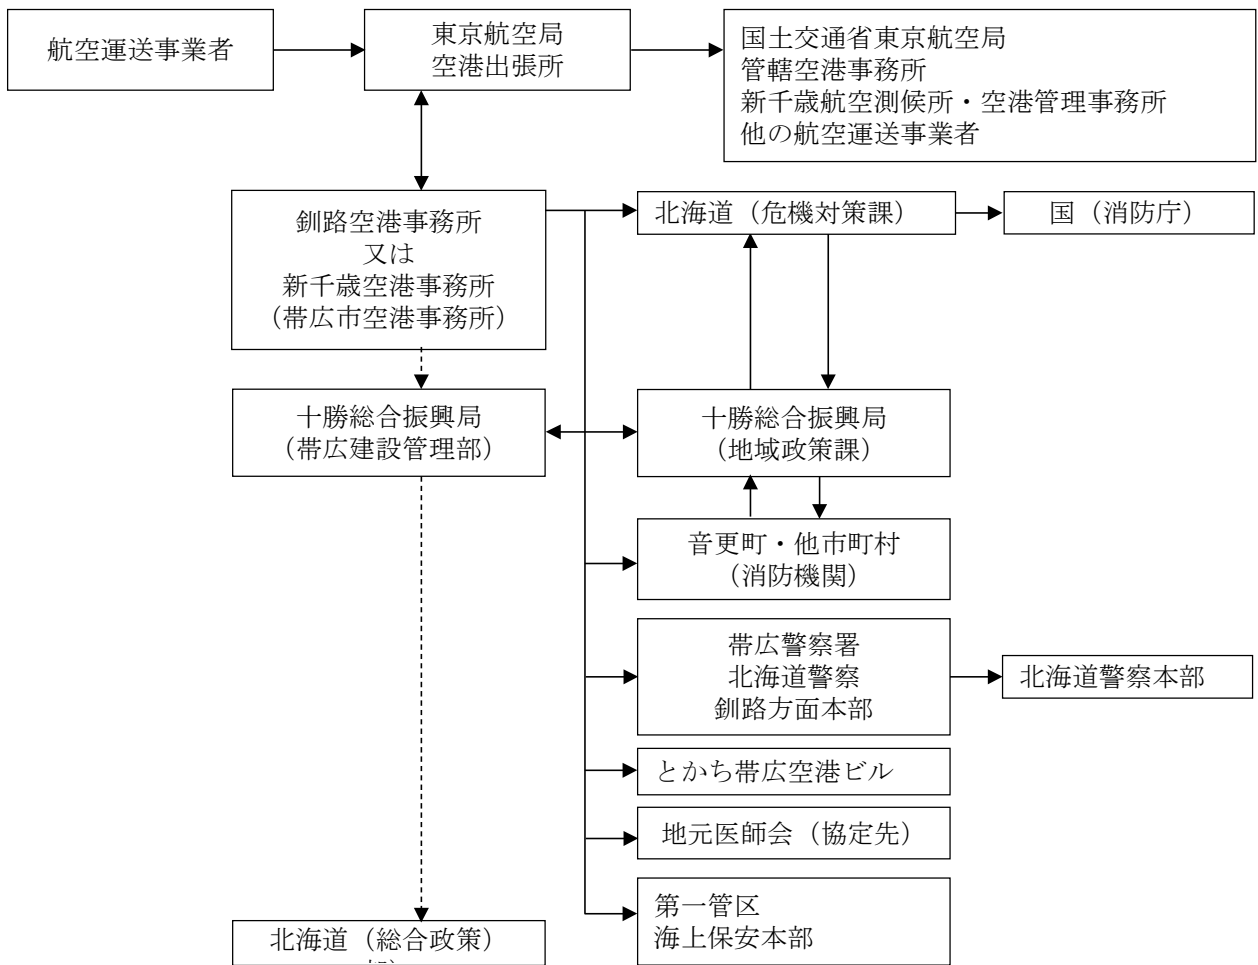 航空運送事業者
東京航空局
空港出張所
国土交通省東京航空局
管轄空港事務所
新千歳航空測候所・空港管理事務所
他の航空運送事業者
釧路空港事務所
又は
新千歳空港事務所
（帯広市空港事務所）
北海道（危機対策課）
国（消防庁）
十勝総合振興局
（帯広建設管理部）
十勝総合振興局
（地域政策課）
音更町・他市町村
（消防機関）
帯広警察署
北海道警察
釧路方面本部
北海道警察本部
とかち帯広空港ビル
地元医師会（協定先）
第一管区
海上保安本部
北海道（総合政策）